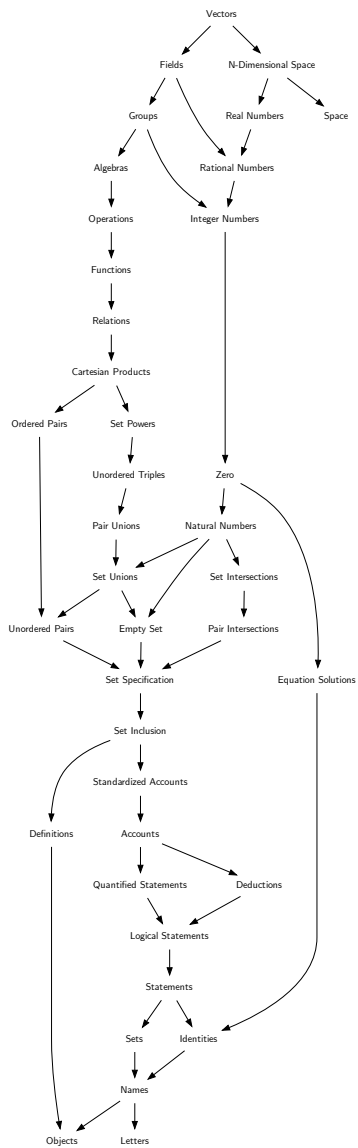 Vectors
Fields
N-Dimensional Space
Groups
Real Numbers
Space
Algebras
Rational Numbers
Operations
Integer Numbers
Functions
Relations
Cartesian Products
Ordered Pairs
Set Powers
Unordered Triples
Zero
Pair Unions
Natural Numbers
Set Unions
Set Intersections
Unordered Pairs
Empty Set
Pair Intersections
Set Specification
Equation Solutions
Set Inclusion
Standardized Accounts
Definitions
Accounts
Quantified Statements
Deductions
Logical Statements
Statements
Sets
Identities
Names
Objects
Letters